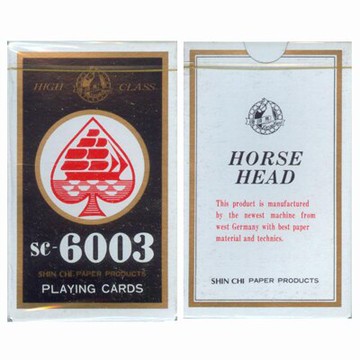 HIGH CLASS
sc-6003
SHIN CHI PAPER PRODUCTS
PLAYING CARDS
HORSE
HEAD
This product is manufactured
by the newest machine from
west Germany with best paper
material and technics.
SHIN CHI PAPER PRODUCTS